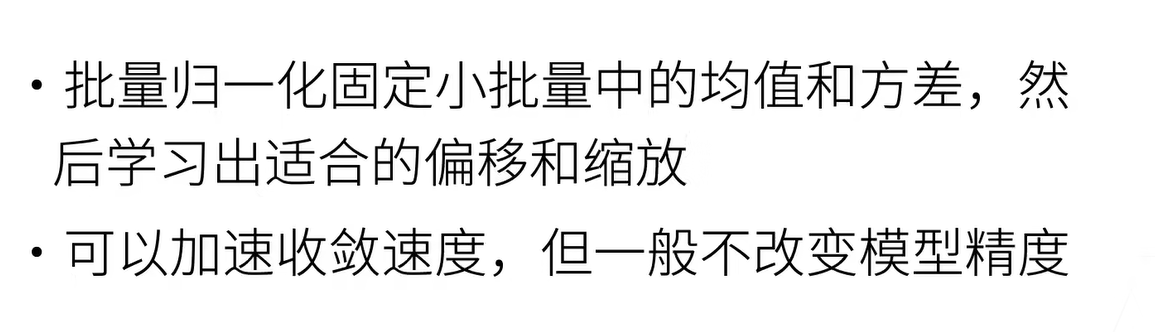 • 批量归一化固定小批量中的均值和方差，然
后学习出适合的偏移和缩放
• 可以加速收敛速度，但一般不改变模型精度